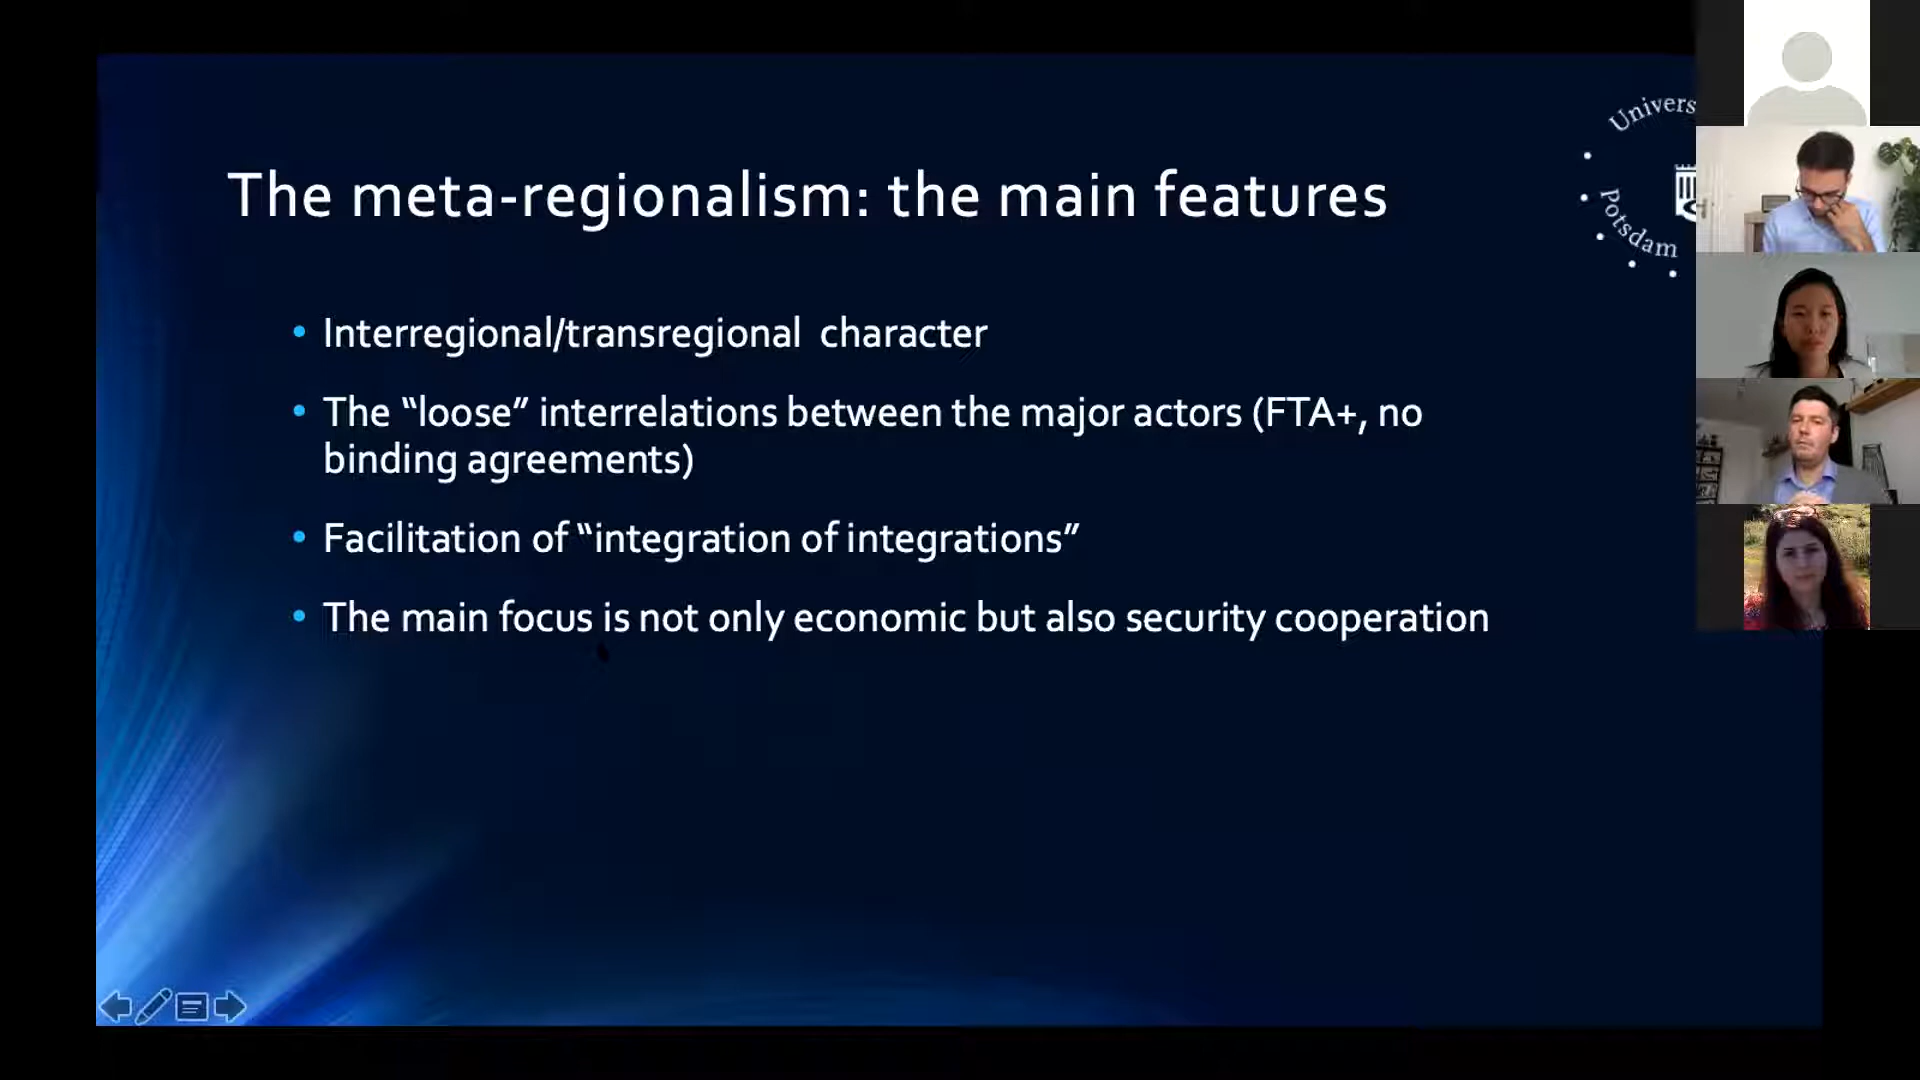 The meta-regionalism: the main features
Univers
Potsdam
• Interregional/transregional character
• The “loose” interrelations between the major actors (FTA+, no
binding agreements)
• Facilitation of “integration of integrations”
• The main focus is not only economic but also security cooperation